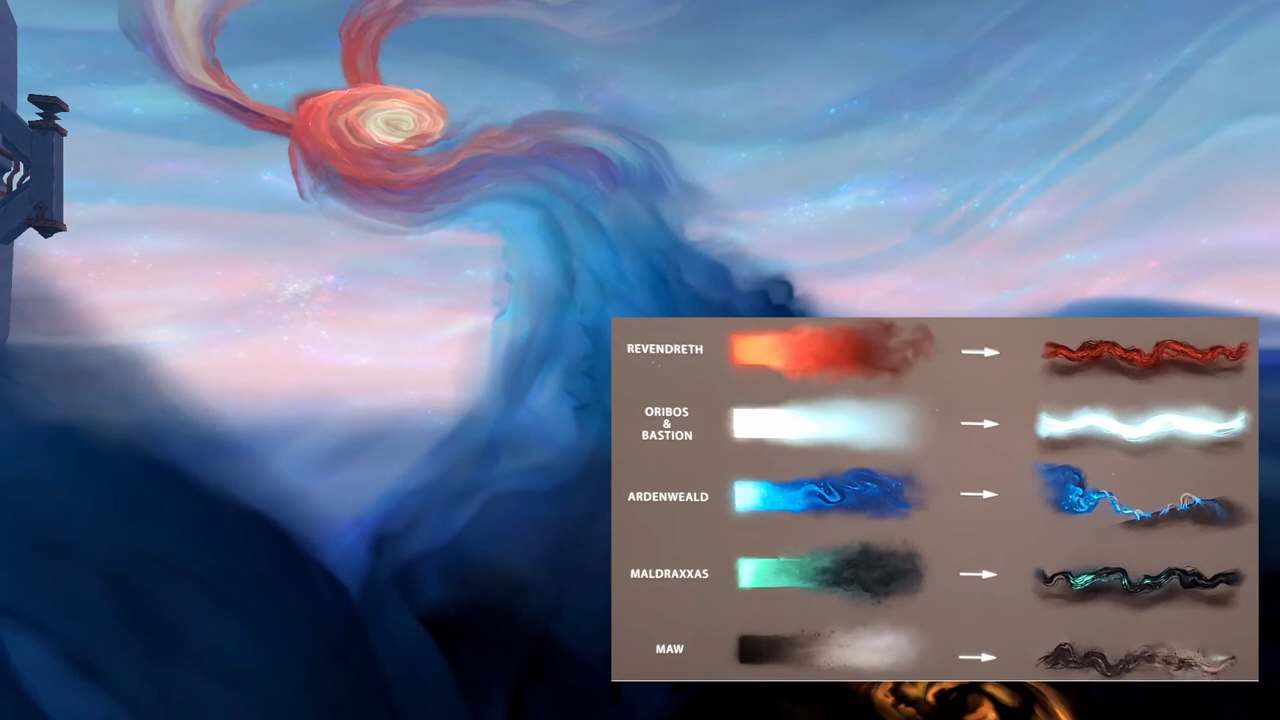 REVENDRETH
ORIBOS
&
BASTION
ARDENWEALD
MALDRAXXAS
MAW